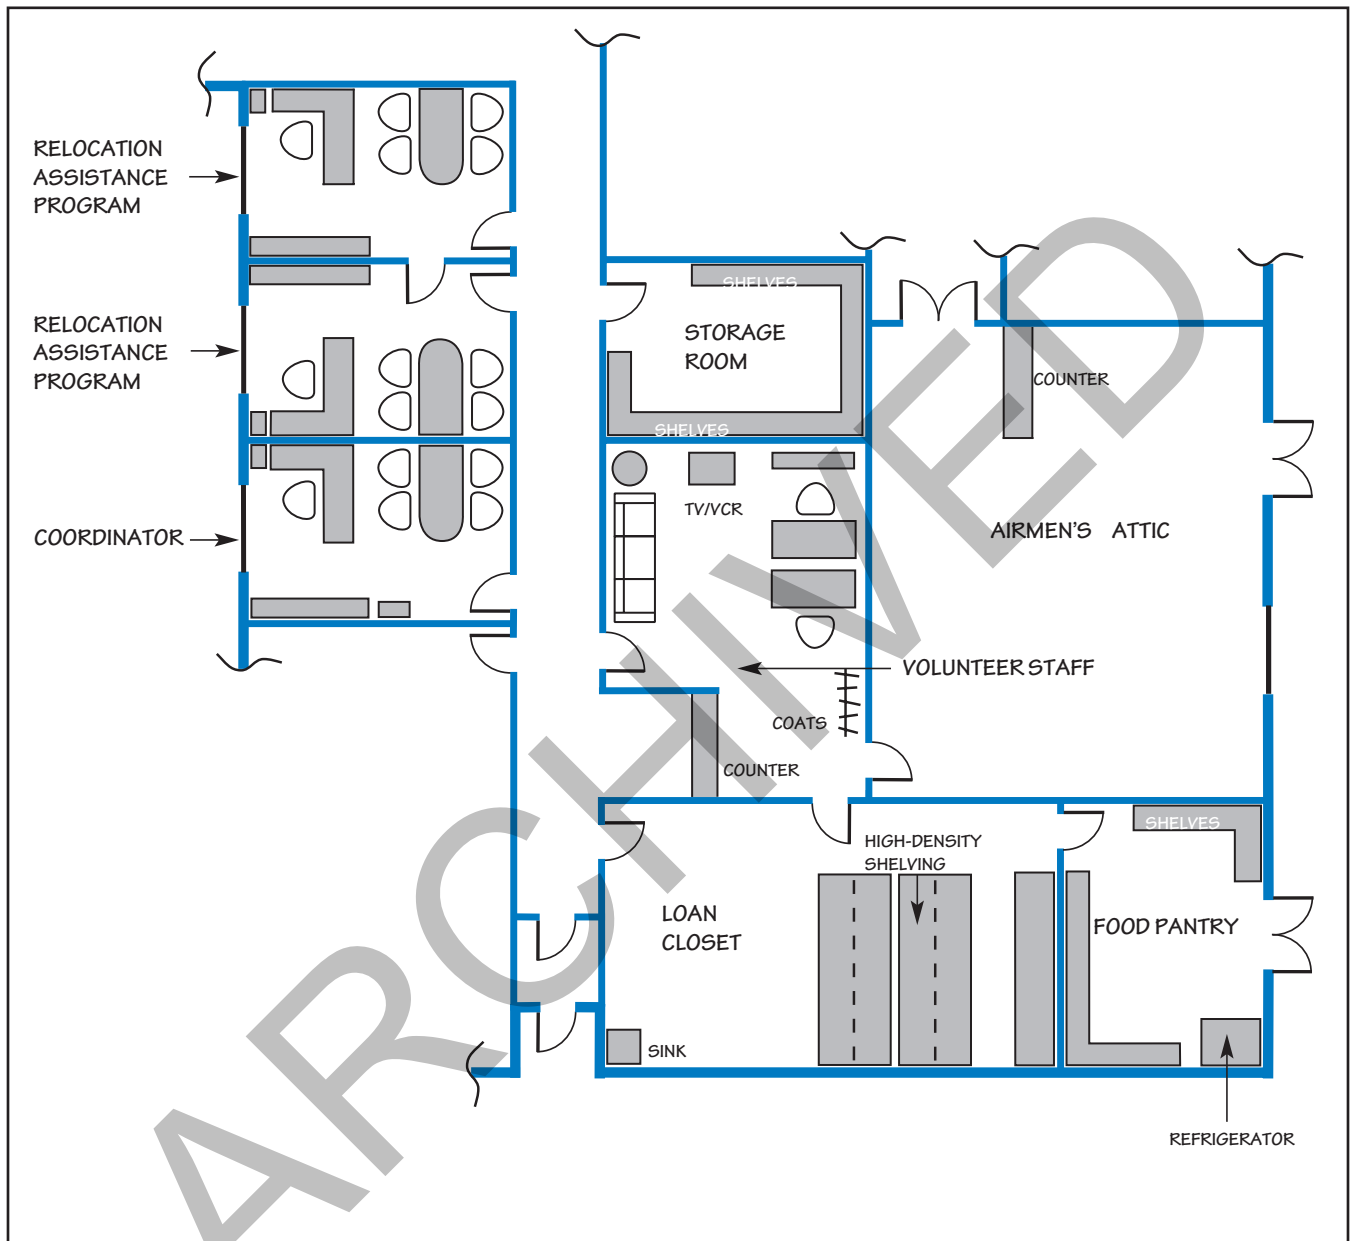 RELOCATION
ASSISTANCE
PROGRAM
SHELVES
STORAGE
ROOM
SHELVES
COUNTER
RELOCATION
ASSISTANCE
PROGRAM
TV/VCR
AIRMEN'S ATTIC
COORDINATOR
VOLUNTEER STAFF
COATS
COUNTER
HIGH-DENSITY
SHELVING
SHELVES
LOAN
CLOSET
FOOD PANTRY
SINK
REFRIGERATOR
ARCHIVED